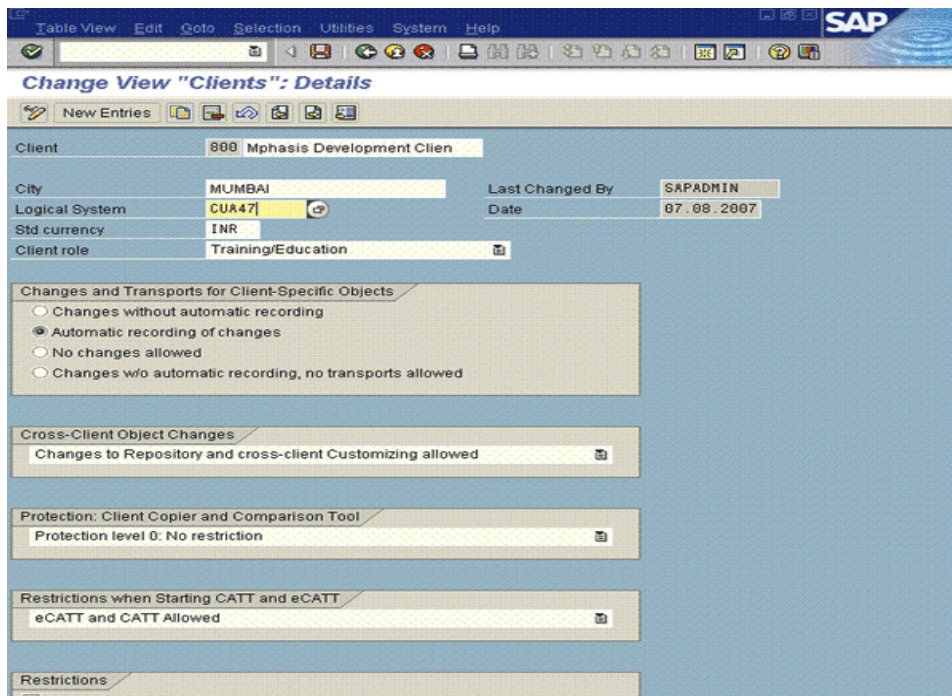 Table View Edit Goto Selection Utilities System Help
SAP
Change View "Clients": Details
New Entries
Client 800 Mphasis Development Clien
City MUMBAI Last Changed By SAPADMIN
Logical System CUA47 Date 07.08.2007
Std currency INR
Client role Training/Education
Changes and Transports for Client-Specific Objects
Changes without automatic recording
Automatic recording of changes
No changes allowed
Changes w/o automatic recording, no transports allowed
Cross-Client Object Changes
Changes to Repository and cross-client Customizing allowed
Protection: Client Copier and Comparison Tool
Protection level 0: No restriction
Restrictions when Starting CATT and eCATT
eCATT and CATT Allowed
Restrictions